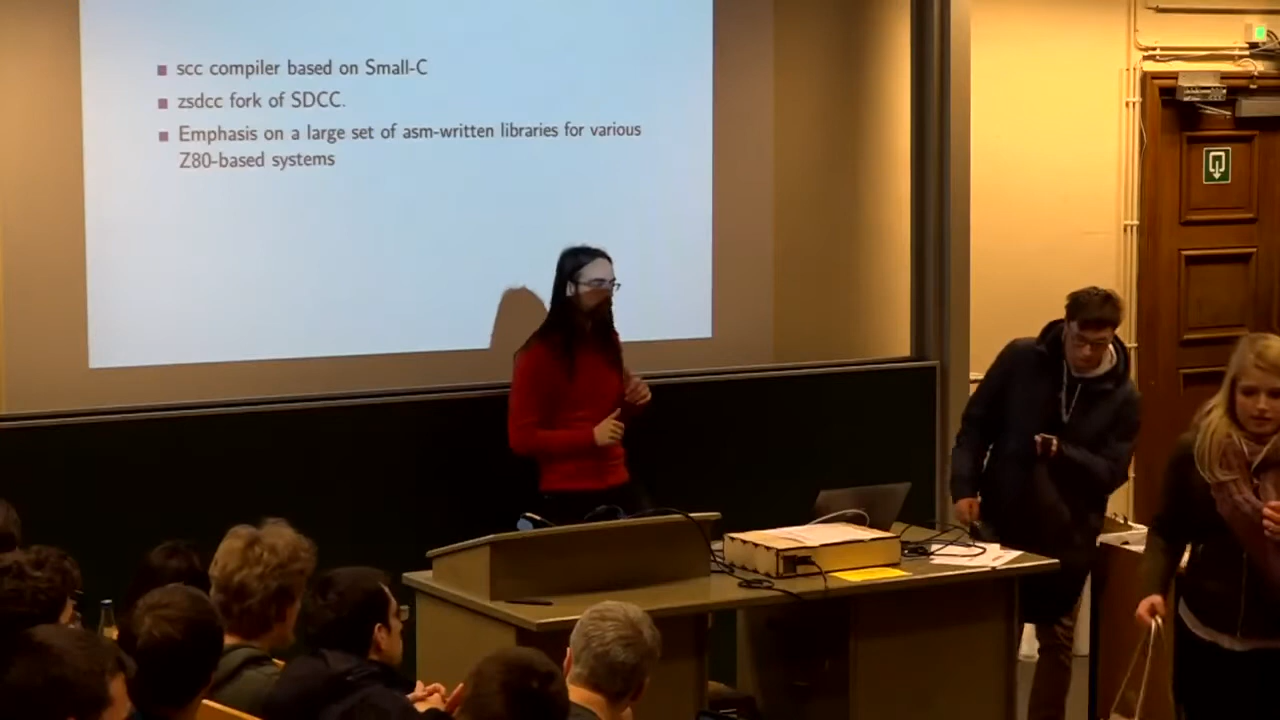 scc compiler based on Small-C
zsdcc fork of SDCC.
Emphasis on a large set of asm-written libraries for various
Z80-based systems